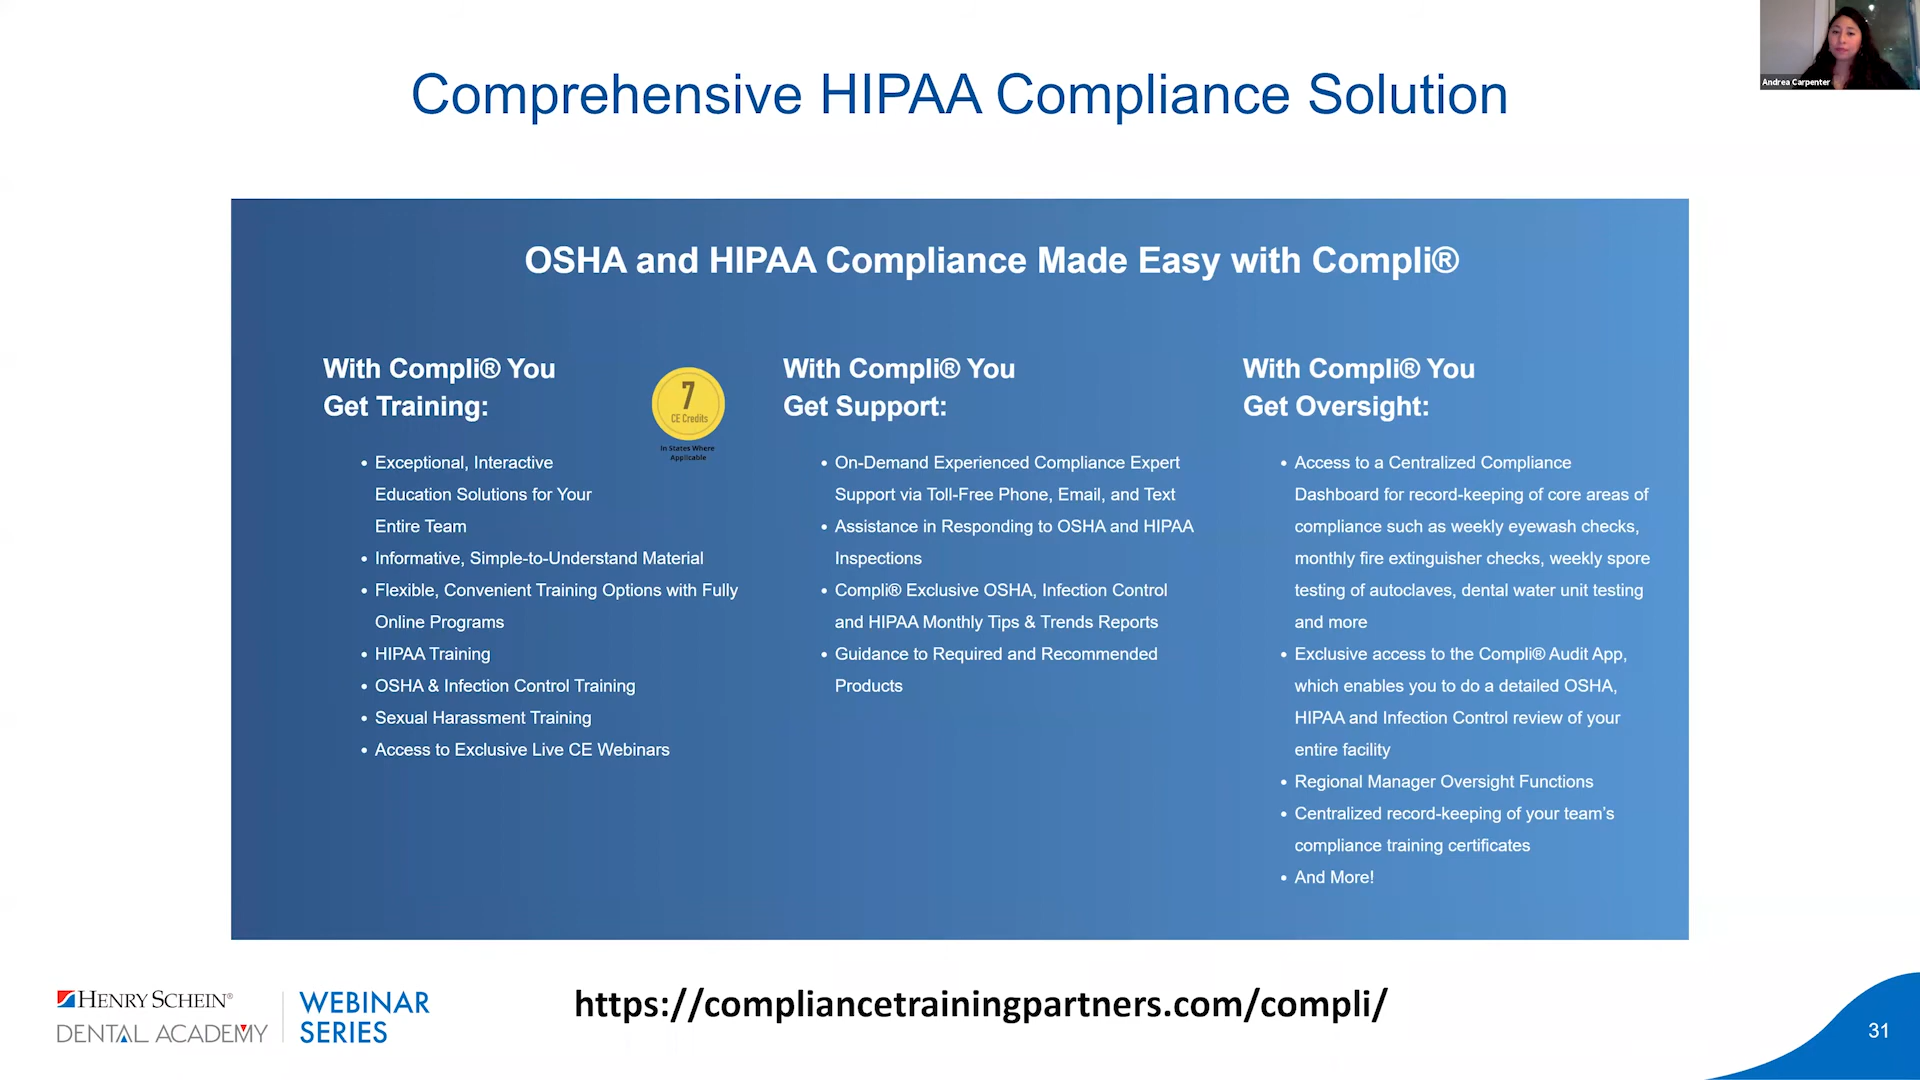 Andrea Carpenter
Comprehensive HIPAA Compliance Solution
OSHA and HIPAA Compliance Made Easy with Compli®
With Compli® You
Get Training:
7
CE Credits
In States Where
Applicable
• Exceptional, Interactive
Education Solutions for Your
Entire Team
• Informative, Simple-to-Understand Material
• Flexible, Convenient Training Options with Fully
Online Programs
• HIPAA Training
• OSHA & Infection Control Training
• Sexual Harassment Training
• Access to Exclusive Live CE Webinars
With Compli® You
Get Support:
• On-Demand Experienced Compliance Expert
Support via Toll-Free Phone, Email, and Text
• Assistance in Responding to OSHA and HIPAA
Inspections
• Compli® Exclusive OSHA, Infection Control
and HIPAA Monthly Tips & Trends Reports
• Guidance to Required and Recommended
Products
With Compli® You
Get Oversight:
• Access to a Centralized Compliance
Dashboard for record-keeping of core areas of
compliance such as weekly eyewash checks,
monthly fire extinguisher checks, weekly spore
testing of autoclaves, dental water unit testing
and more
• Exclusive access to the Compli® Audit App,
which enables you to do a detailed OSHA,
HIPAA and Infection Control review of your
entire facility
• Regional Manager Oversight Functions
• Centralized record-keeping of your team's
compliance training certificates
• And More!
HENRY SCHEIN®
DENTAL ACADEMY
WEBINAR
SERIES
https://compliancetrainingpartners.com/compli/
31